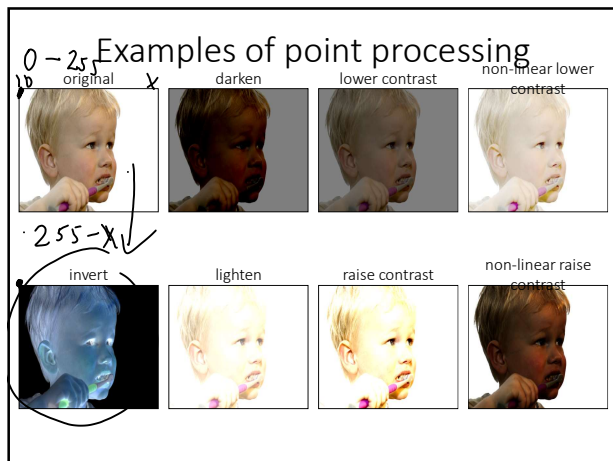 Examples of point processing
0 - 255
10
original
x
darken
lower contrast
non-linear lower
contrast
255-x
invert
lighten
raise contrast
non-linear raise
contrast